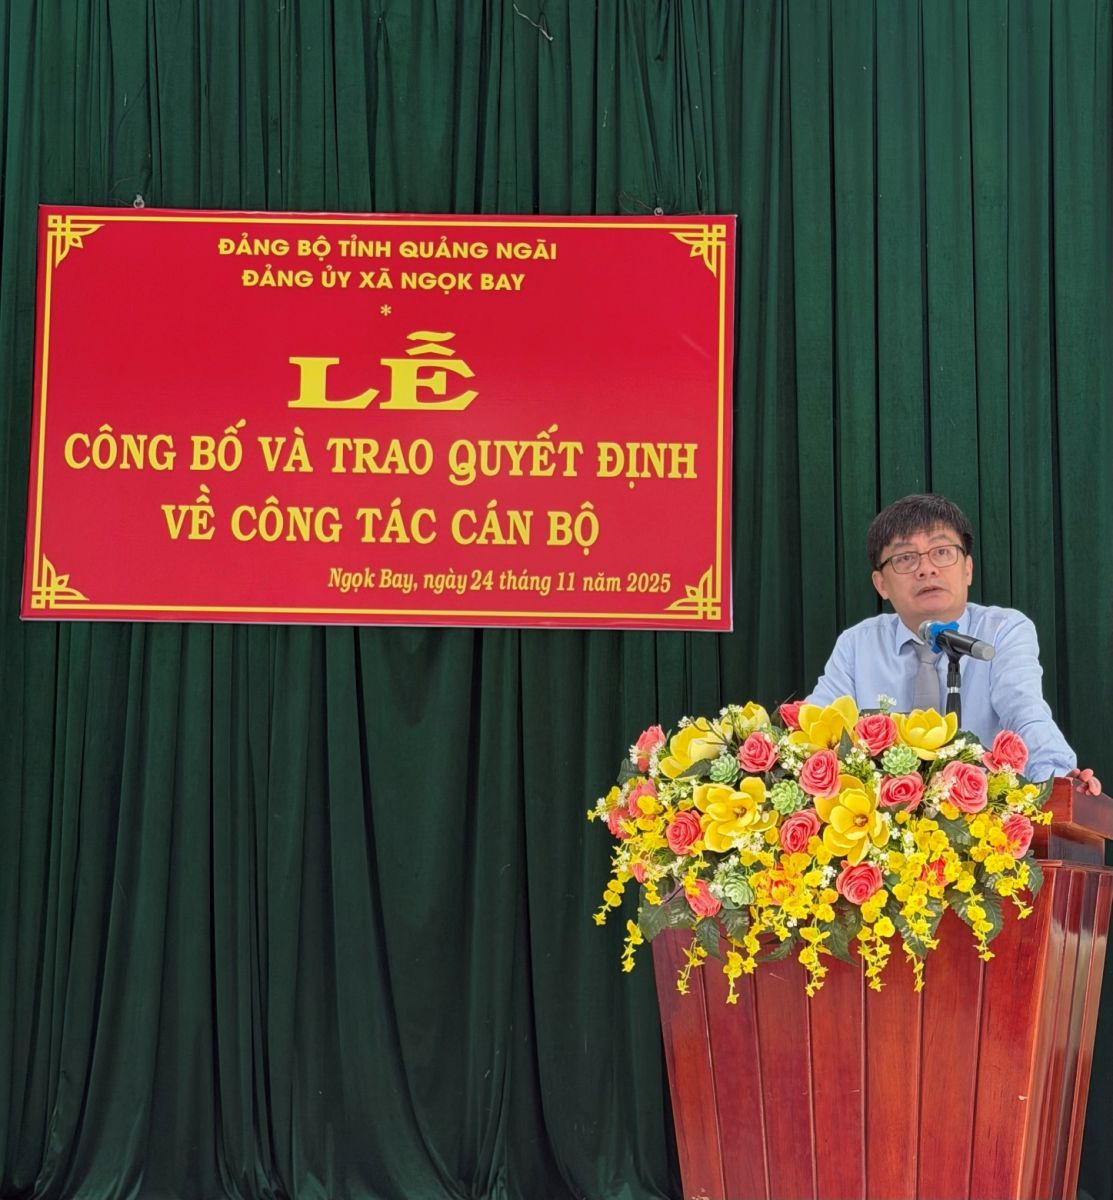 ĐẢNG BỘ TỈNH QUẢNG NGÃI
ĐẢNG ỦY XÃ NGỌK BAY
*
LỄ
CÔNG BỐ VÀ TRAO QUYẾT ĐỊNH
VỀ CÔNG TÁC CÁN BỘ
Ngọk Bay, ngày 24 tháng 11 năm 2025